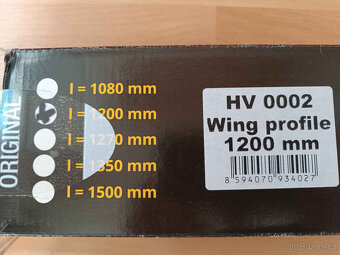 ORIGINAL
l = 1080 mm
l = 1200 mm
l = 1270 mm
l = 1350 mm
l = 1500 mm
HV 0002
Wing profile
1200 mm
8 594070 934027